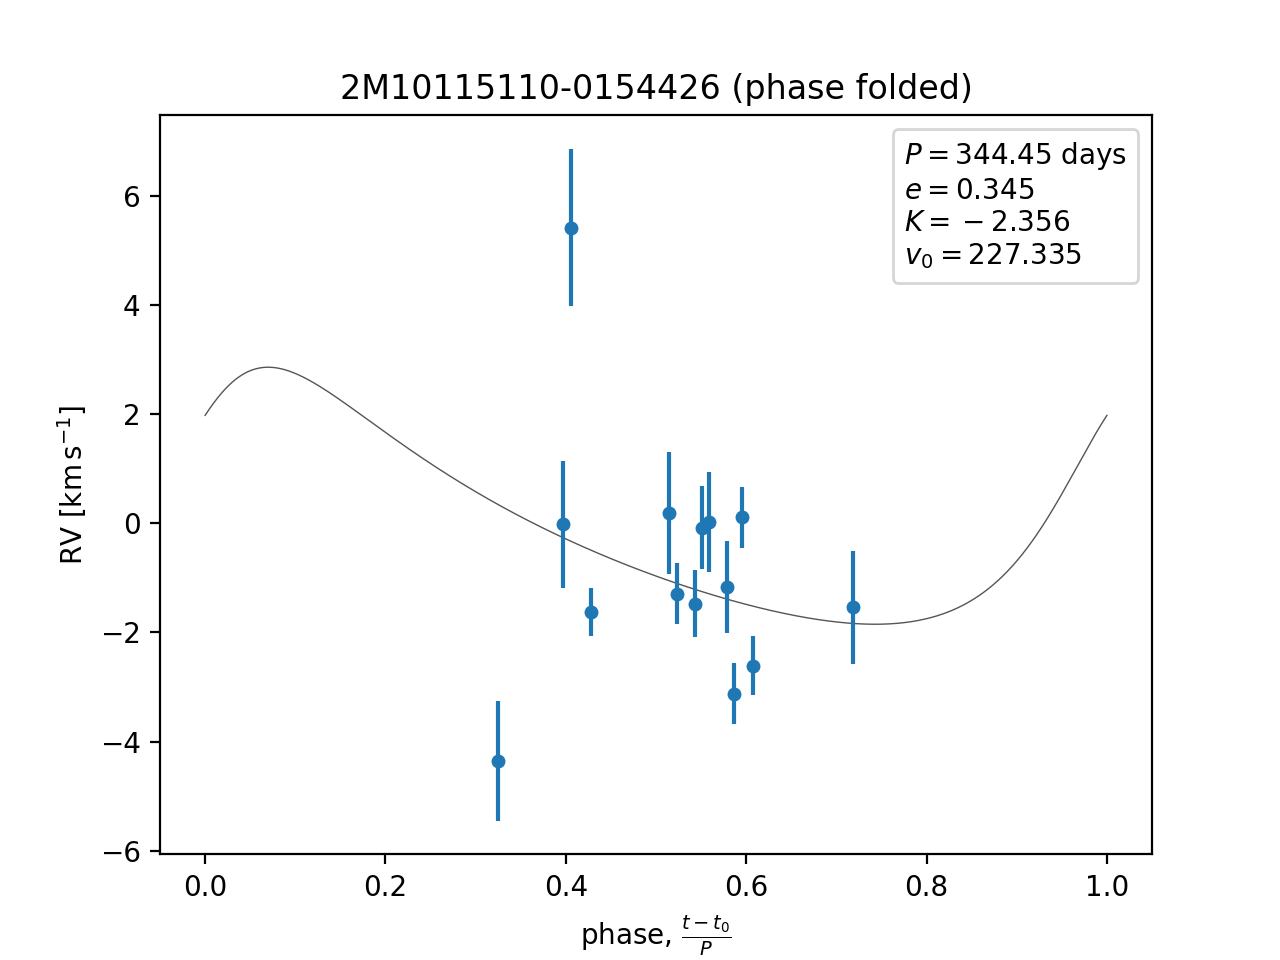 2M10115110-0154426 (phase folded)
P = 344.45 days
e = 0.345
K = −2.356
v₀ = 227.335
6
4
2
0
−2
−4
−6
RV [km s⁻¹]
0.0 0.2 0.4 0.6 0.8 1.0
phase, (t − t₀)/P